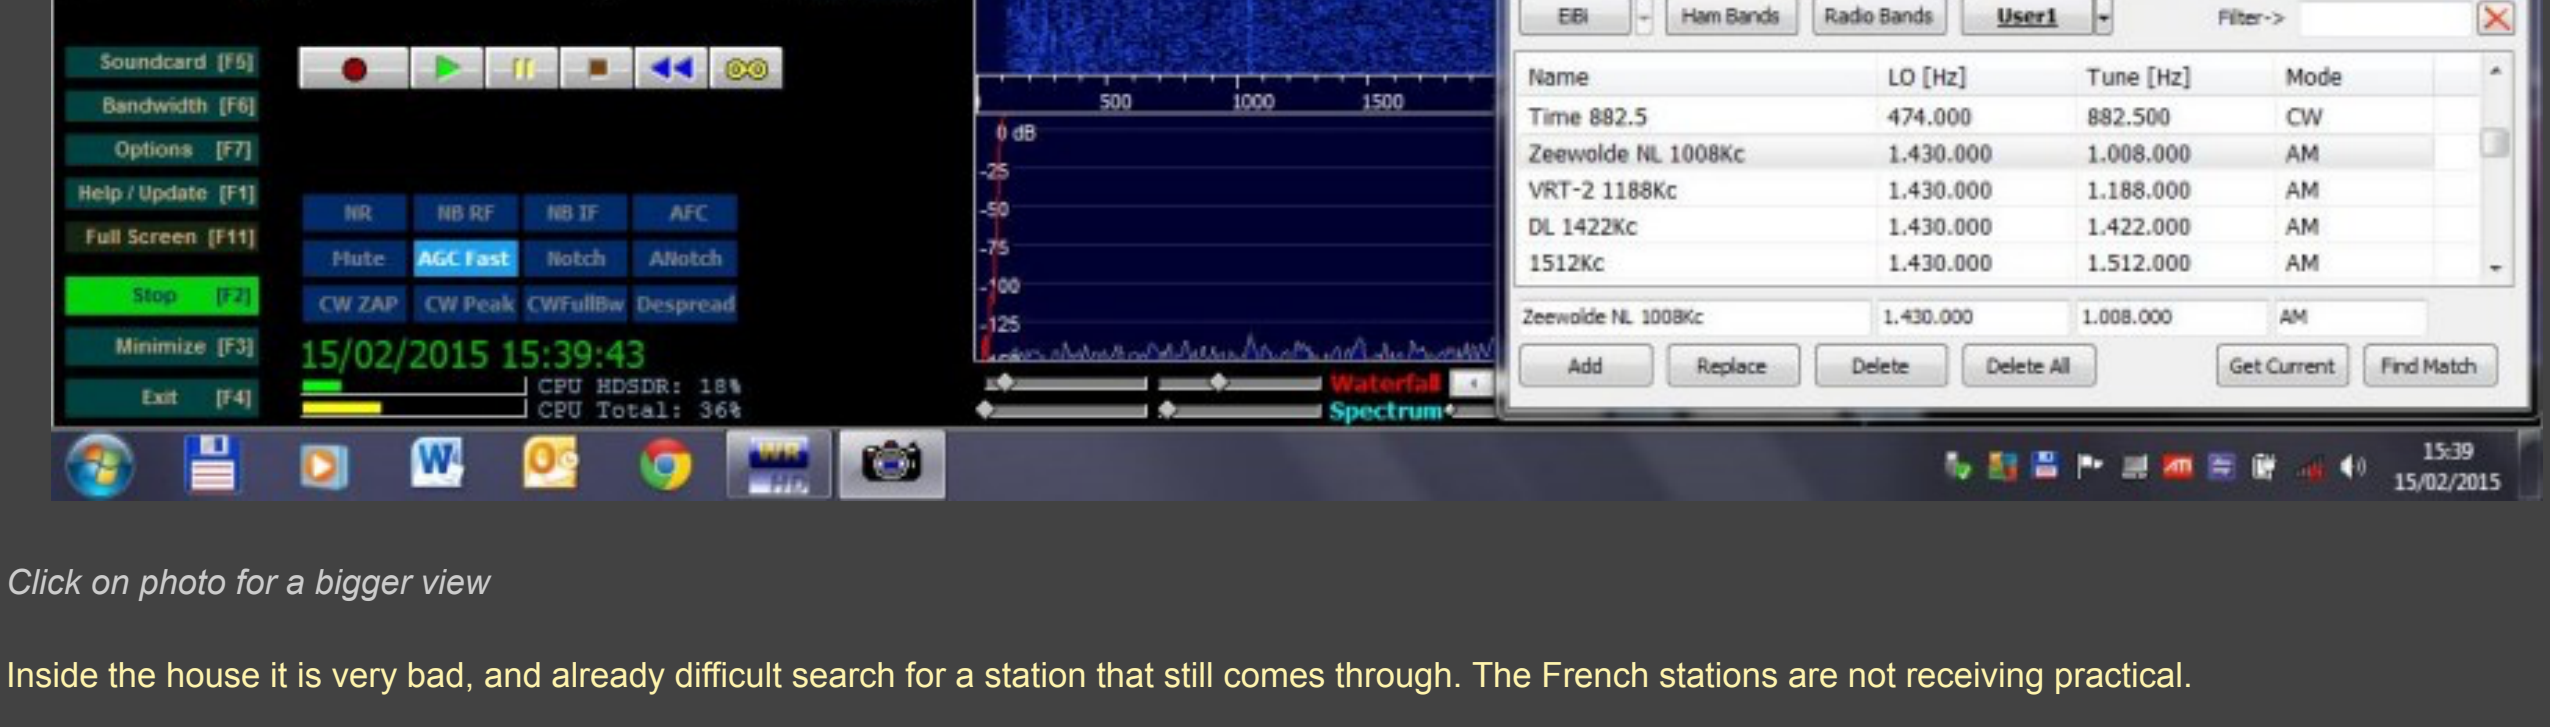 EiBi Ham Bands Radio Bands User1 Filter->
Soundcard [F5]
Bandwidth [F6]
Options [F7]
Help / Update [F1]
Full Screen [F11]
Stop [F2]
Minimize [F3]
Exit [F4]
NR NB RF NB IF AFC
Mute AGC Fast Notch ANotch
CW ZAP CW Peak CWFullBw Despread
15/02/2015 15:39:43
CPU HDSDR: 18%
CPU Total: 36%
500 1000 1500
0 dB
-25
-50
-75
-100
-125
Waterfall
Spectrum
Name LO [Hz] Tune [Hz] Mode
Time 882.5 474.000 882.500 CW
Zeewolde NL 1008Kc 1.430.000 1.008.000 AM
VRT-2 1188Kc 1.430.000 1.188.000 AM
DL 1422Kc 1.430.000 1.422.000 AM
1512Kc 1.430.000 1.512.000 AM
Zeewolde NL 1008Kc 1.430.000 1.008.000 AM
Add Replace Delete Delete All Get Current Find Match
ATI
15:39
15/02/2015
Click on photo for a bigger view
Inside the house it is very bad, and already difficult search for a station that still comes through. The French stations are not receiving practical.